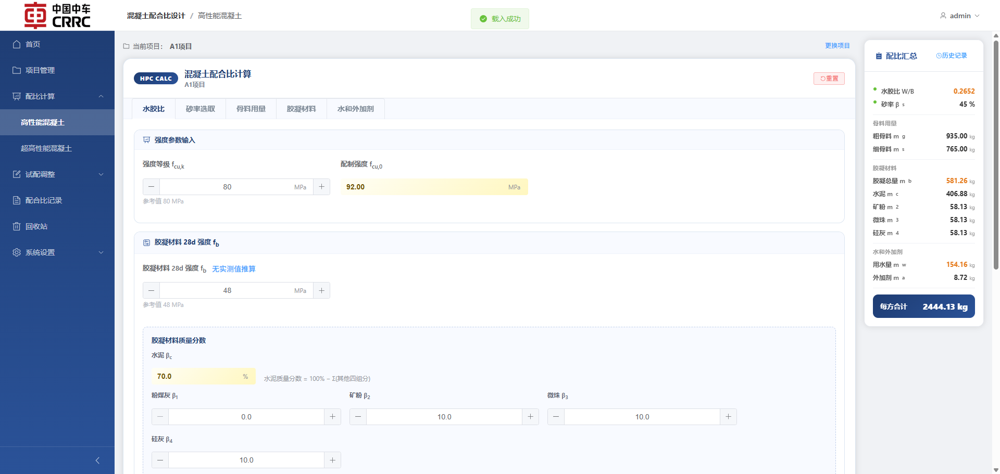 中国中车
CRRC
混凝土配合比设计 / 高性能混凝土
载入成功
admin
首页
项目管理
配比计算
高性能混凝土
超高性能混凝土
试配调整
配合比记录
回收站
系统设置
当前项目： A1项目
更换项目
HPC CALC
混凝土配合比计算
A1项目
重置
水胶比 砂率选取 骨料用量 胶凝材料 水和外加剂
强度参数输入
强度等级 fcu,k 配制强度 fcu,0
80 MPa 92.00 MPa
参考值 80 MPa
胶凝材料 28d 强度 fb
胶凝材料 28d 强度 fb 无实测值推算
48 MPa
参考值 48 MPa
胶凝材料质量分数
水泥 βc
70.0 % 水泥质量分数 = 100% − Σ(其他四组分)
粉煤灰 β1 矿粉 β2 微珠 β3
0.0 10.0 10.0
硅灰 β4
10.0
配比汇总 历史记录
水胶比 W/B 0.2652
砂率 β s 45 %
骨料用量
粗骨料 m g 935.00 kg
细骨料 m s 765.00 kg
胶凝材料
胶凝总量 m b 581.26 kg
水泥 m c 406.88 kg
矿粉 m 2 58.13 kg
微珠 m 3 58.13 kg
硅灰 m 4 58.13 kg
水和外加剂
用水量 m w 154.16 kg
外加剂 m a 8.72 kg
每方合计 2444.13 kg